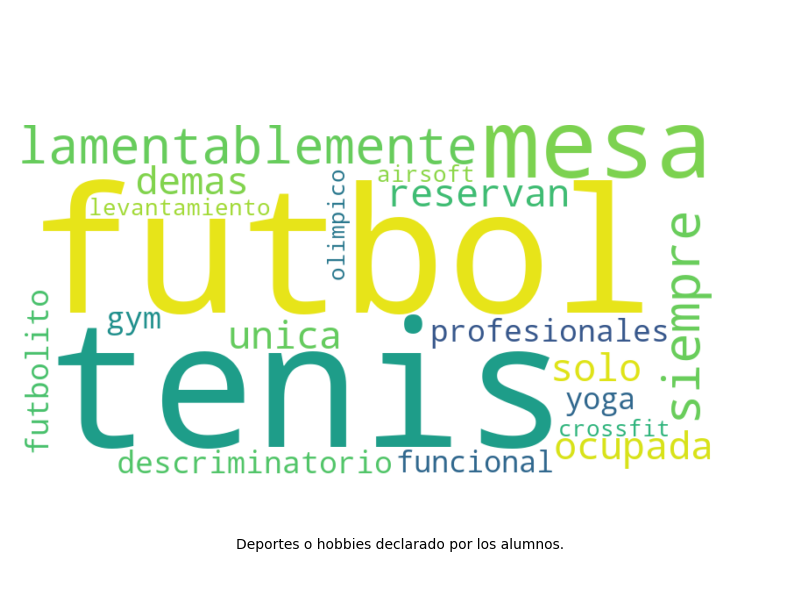 lamentablemente
mesa
demas
olimpico
airsoft
reservan
levantamiento
futbol
siempre
futbolito
gym
unica
profesionales
tenis
solo
yoga
crossfit
ocupada
descriminatorio
funcional
Deportes o hobbies declarado por los alumnos.